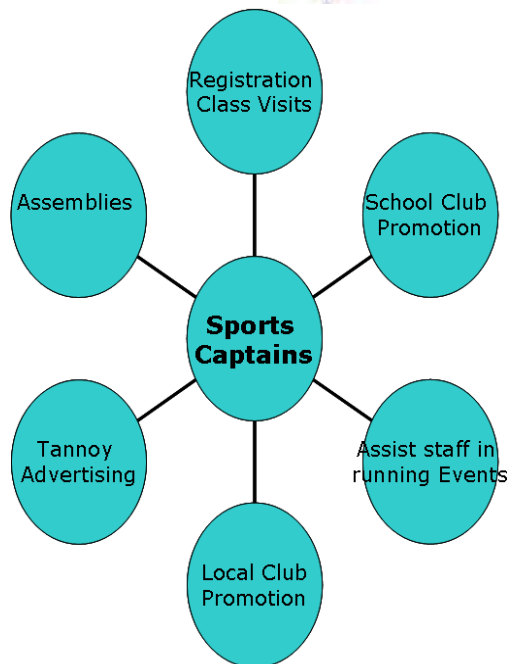 Registration
Class Visits
Assemblies
School Club
Promotion
Sports
Captains
Tannoy
Advertising
Assist staff in
running Events
Local Club
Promotion